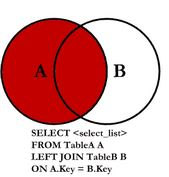 A B
SELECT <select_list>
FROM TableA A
LEFT JOIN TableB B
ON A.Key = B.Key